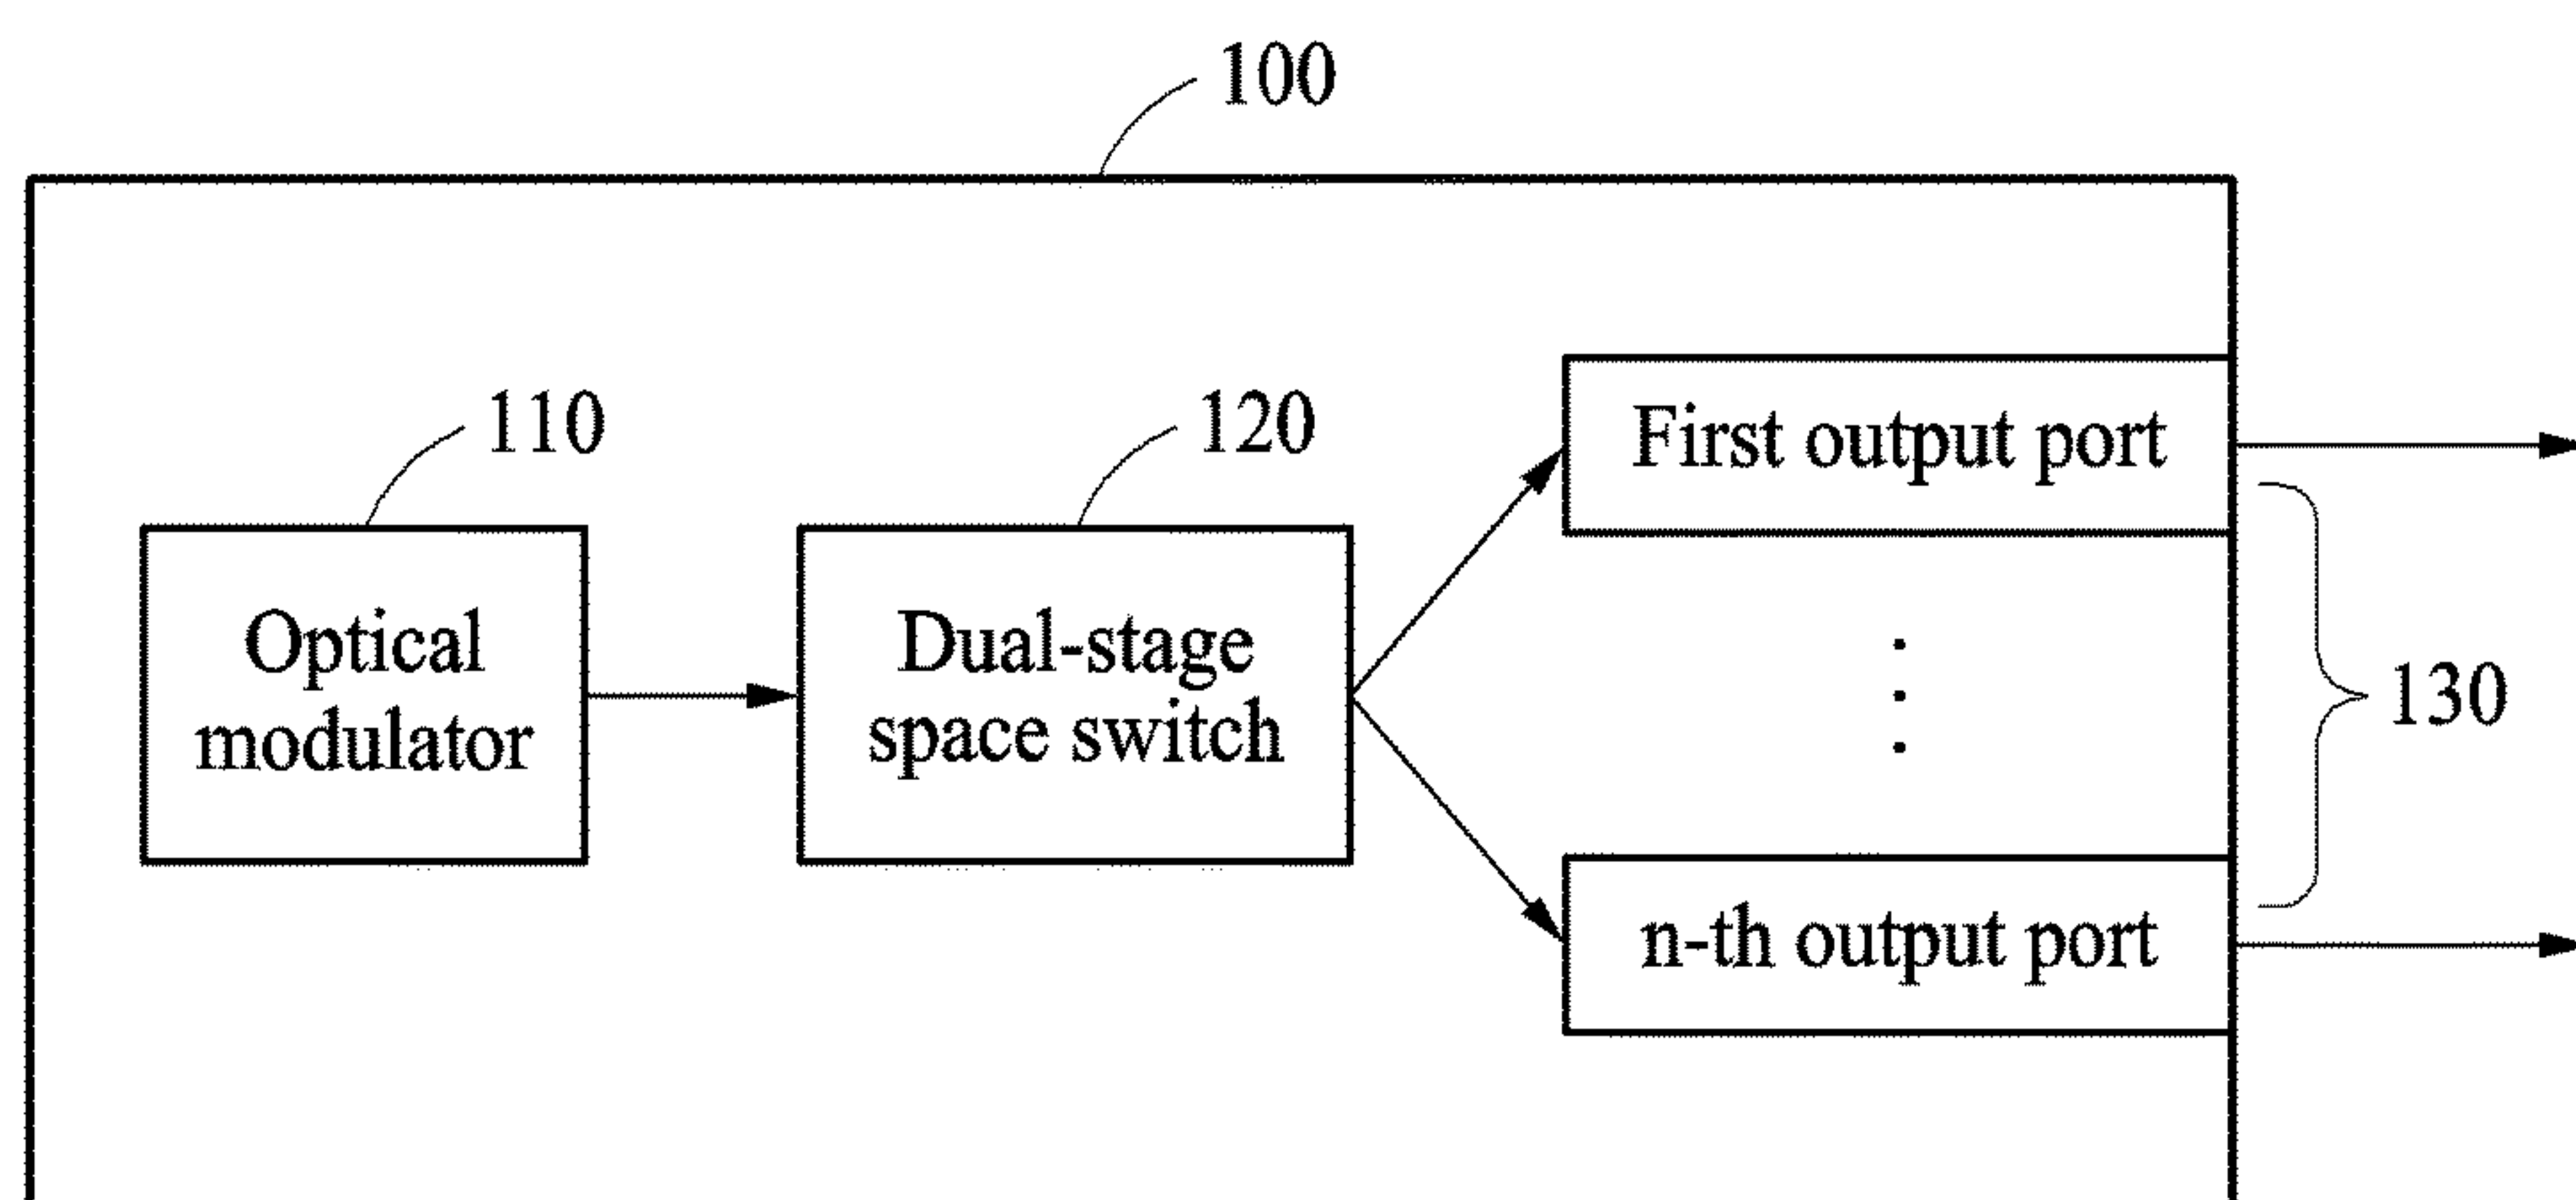 100
110
120
First output port
Optical
modulator
Dual-stage
space switch
130
n-th output port